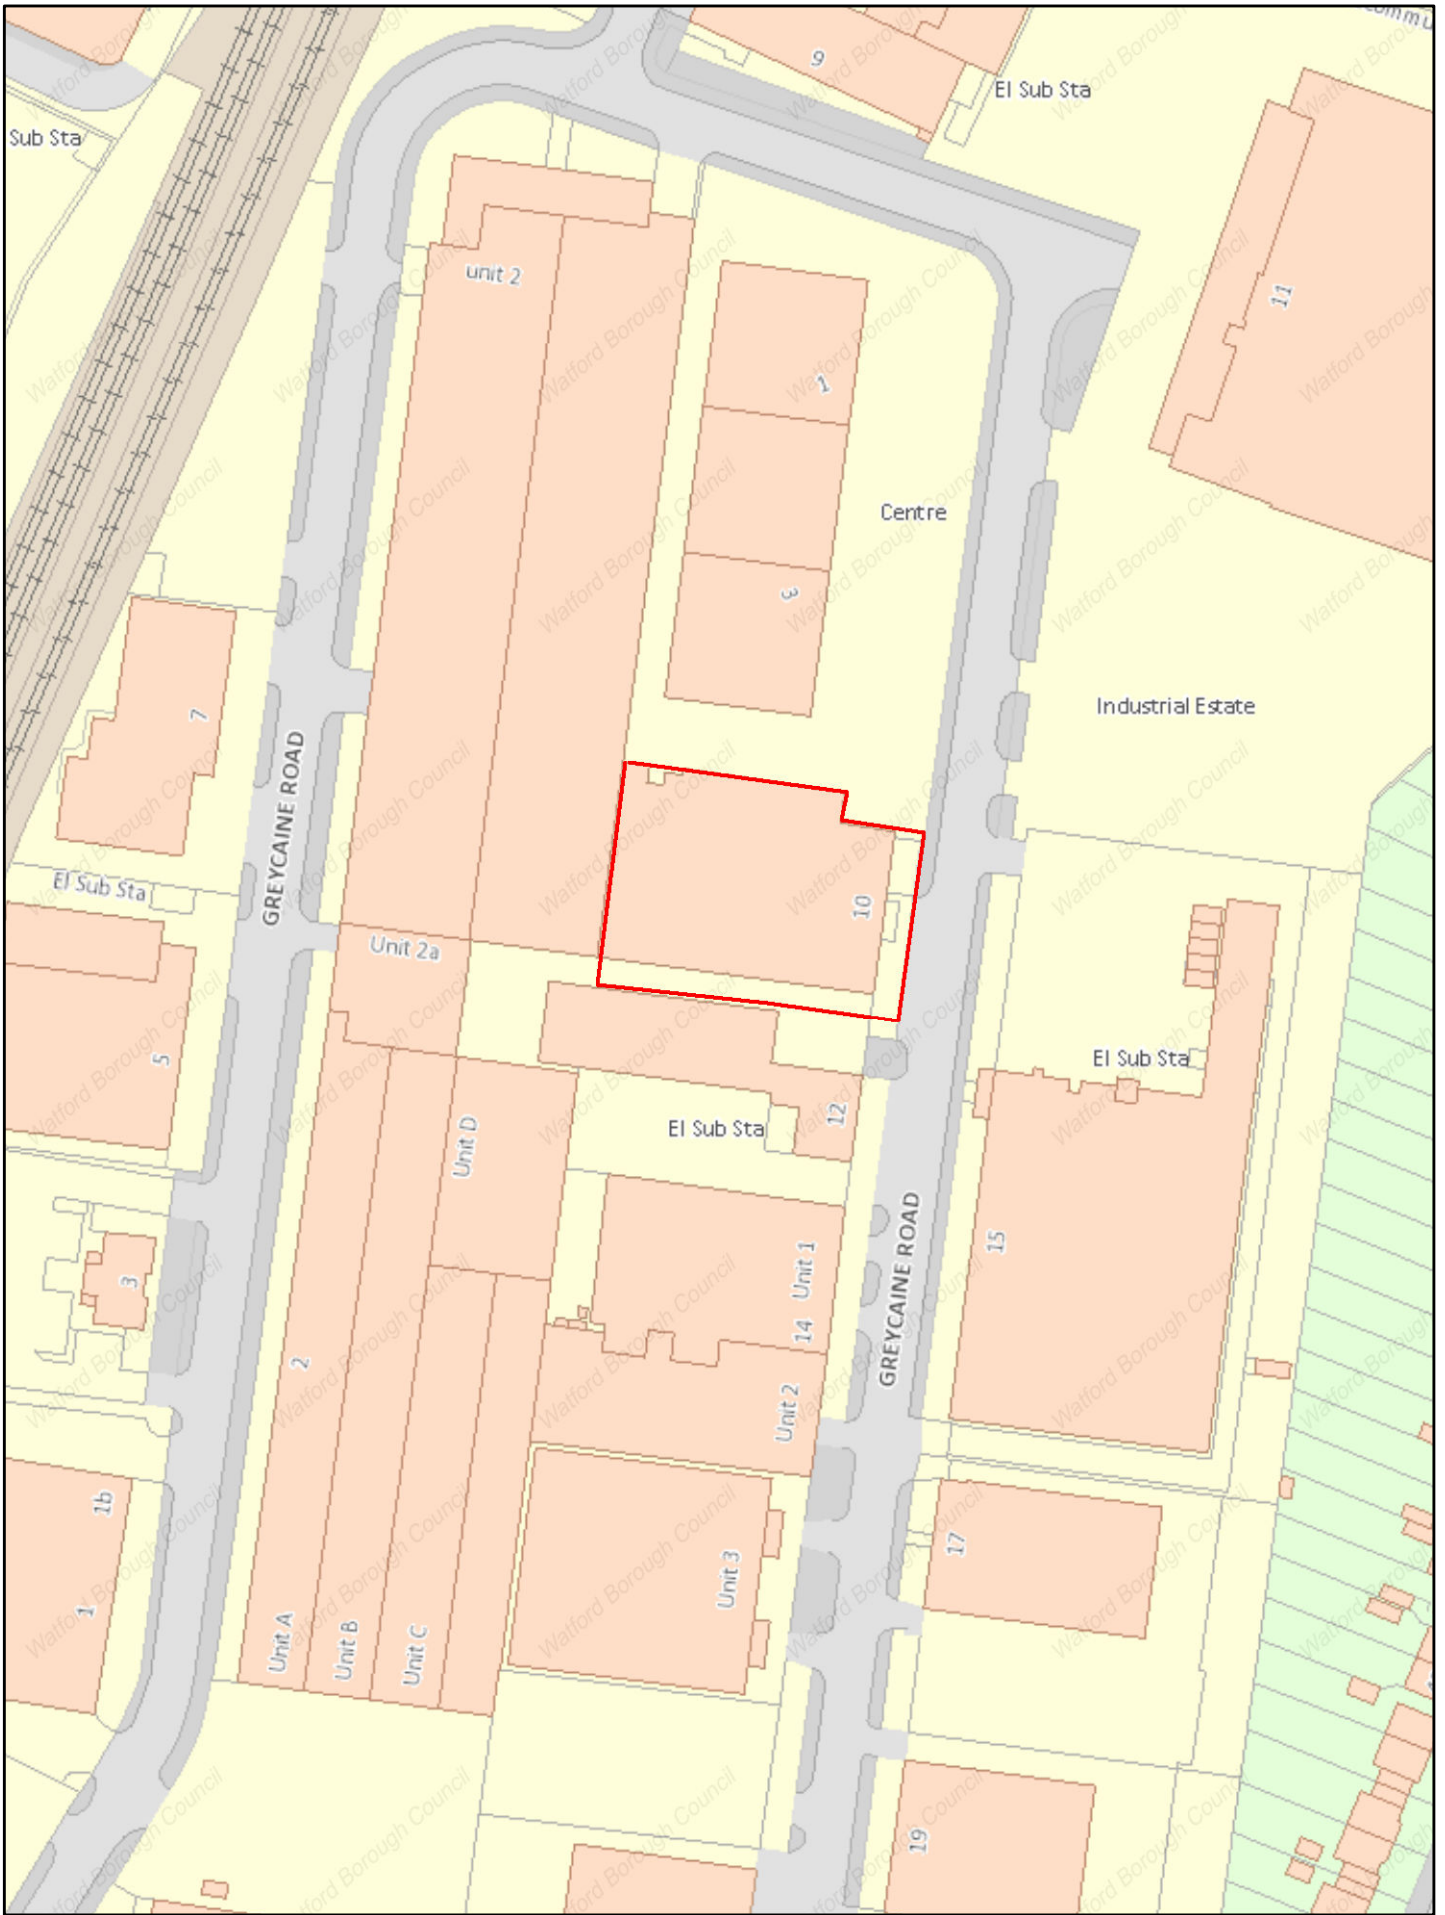 ommu
9
El Sub Sta
Sub Sta
unit 2
11
1
Centre
3
Industrial Estate
7
GREYCAINE ROAD
El Sub Sta
10
Unit 2a
5
El Sub Sta
12
El Sub Sta
Unit D
15
Unit 1
3
14
GREYCAINE ROAD
2
Unit 2
1b
17
Unit 3
1
Unit A
Unit B
Unit C
19
Watford Borough Council